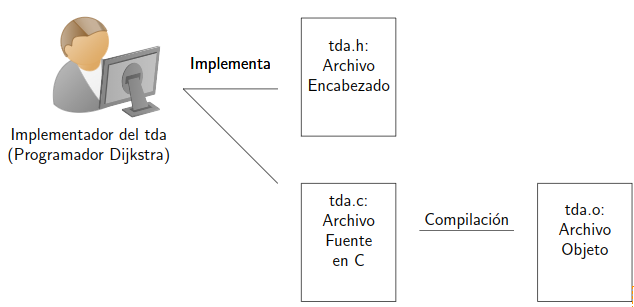 Implementa
tda.h:
Archivo
Encabezado
Implementador del tda
(Programador Dijkstra)
tda.c:
Archivo
Fuente
en C
Compilación
tda.o:
Archivo
Objeto